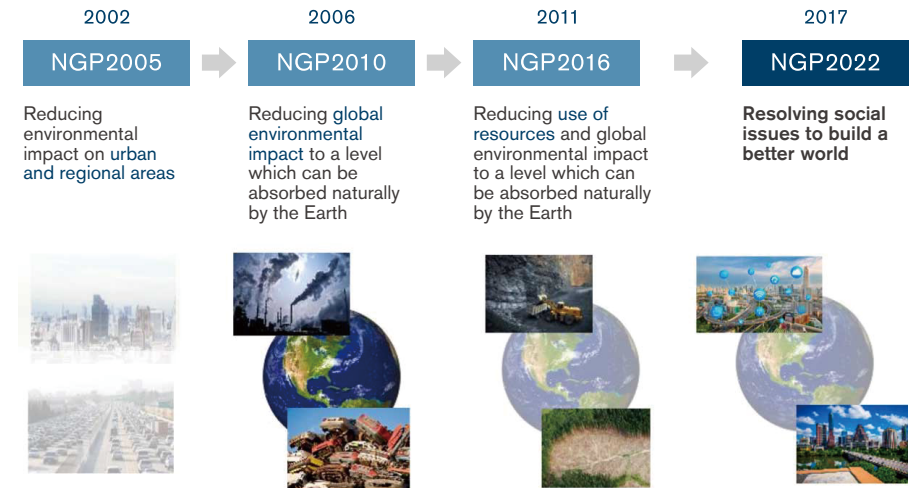 2002
NGP2005
Reducing
environmental
impact on urban
and regional areas
2006
NGP2010
Reducing global
environmental
impact to a level
which can be
absorbed naturally
by the Earth
2011
NGP2016
Reducing use of
resources and global
environmental impact
to a level which can
be absorbed naturally
by the Earth
2017
NGP2022
Resolving social
issues to build a
better world